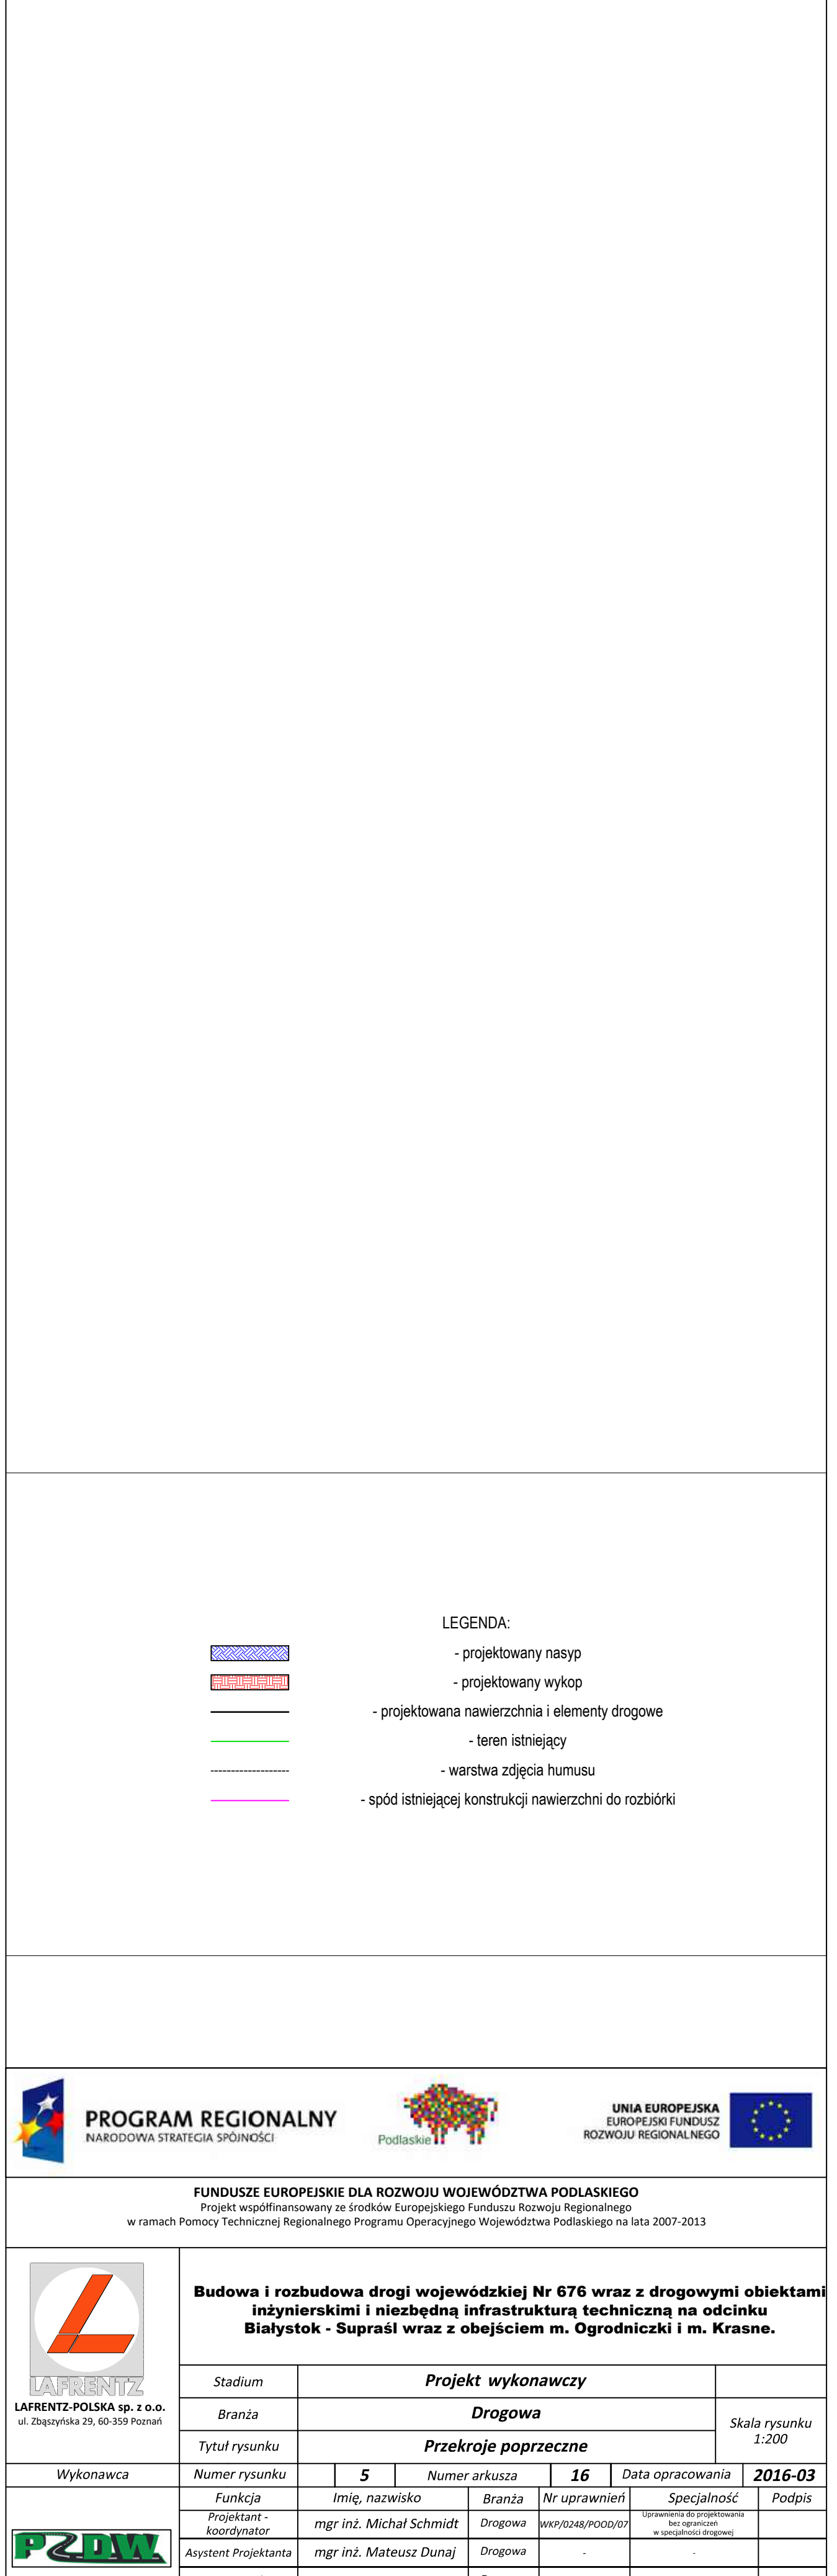 LEGENDA:
- projektowany nasyp
- projektowany wykop
- projektowana nawierzchnia i elementy drogowe
- teren istniejący
- warstwa zdjęcia humusu
- spód istniejącej konstrukcji nawierzchni do rozbiórki
PROGRAM REGIONALNY
NARODOWA STRATEGIA SPÓJNOŚCI
Podlaskie
UNIA EUROPEJSKA
EUROPEJSKI FUNDUSZ
ROZWOJU REGIONALNEGO
FUNDUSZE EUROPEJSKIE DLA ROZWOJU WOJEWÓDZTWA PODLASKIEGO
Projekt współfinansowany ze środków Europejskiego Funduszu Rozwoju Regionalnego
w ramach Pomocy Technicznej Regionalnego Programu Operacyjnego Województwa Podlaskiego na lata 2007-2013
LAFRENTZ
LAFRENTZ-POLSKA sp. z o.o.
ul. Zbąszyńska 29, 60-359 Poznań
Budowa i rozbudowa drogi wojewódzkiej Nr 676 wraz z drogowymi obiektami
inżynierskimi i niezbędną infrastrukturą techniczną na odcinku
Białystok - Supraśl wraz z obejściem m. Ogrodniczki i m. Krasne.
Stadium Projekt wykonawczy
Branża Drogowa
Skala rysunku
1:200
Tytuł rysunku Przekroje poprzeczne
Wykonawca Numer rysunku 5 Numer arkusza 16 Data opracowania 2016-03
Funkcja Imię, nazwisko Branża Nr uprawnień Specjalność Podpis
Projektant -
koordynator
mgr inż. Michał Schmidt Drogowa WKP/0248/POOD/07
Uprawnienia do projektowania
bez ograniczeń
w specjalności drogowej
PZDW
Asystent Projektanta mgr inż. Mateusz Dunaj Drogowa - -